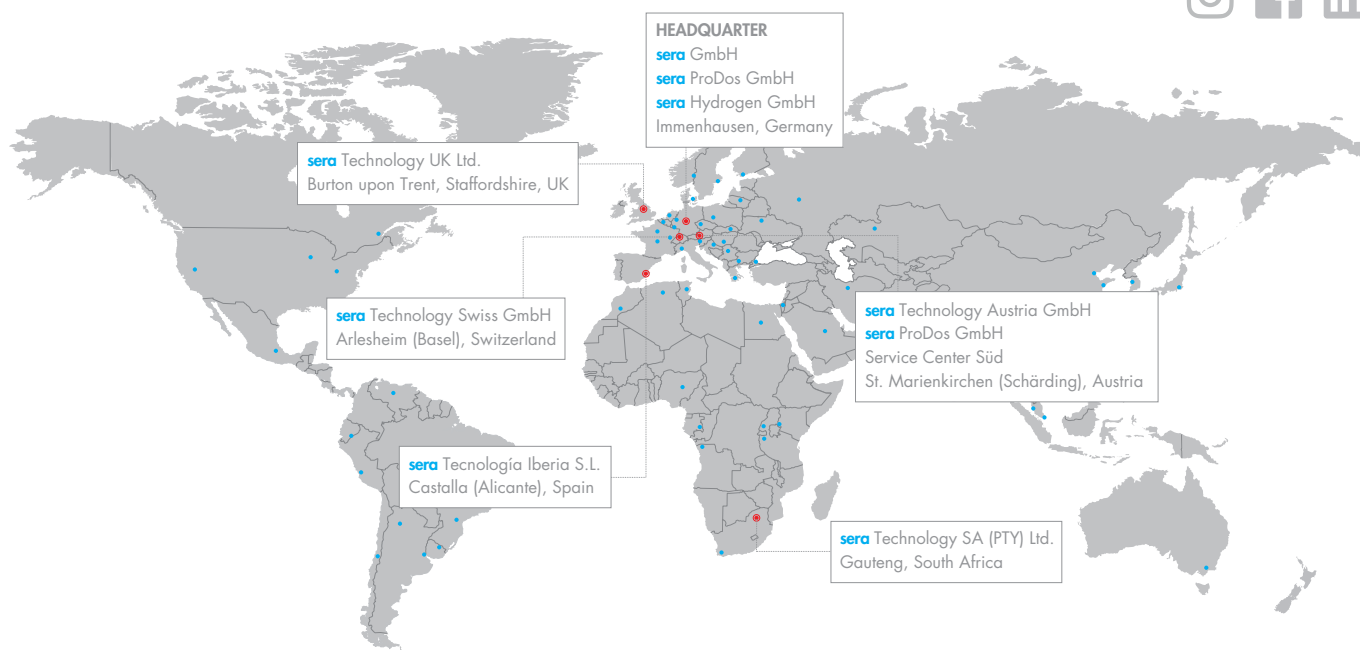 HEADQUARTER
sera GmbH
sera ProDos GmbH
sera Hydrogen GmbH
Immenhausen, Germany
sera Technology UK Ltd.
Burton upon Trent, Staffordshire, UK
sera Technology Swiss GmbH
Arlesheim (Basel), Switzerland
sera Technology Austria GmbH
sera ProDos GmbH
Service Center Süd
St. Marienkirchen (Schärding), Austria
sera Tecnología Iberia S.L.
Castalla (Alicante), Spain
sera Technology SA (PTY) Ltd.
Gauteng, South Africa